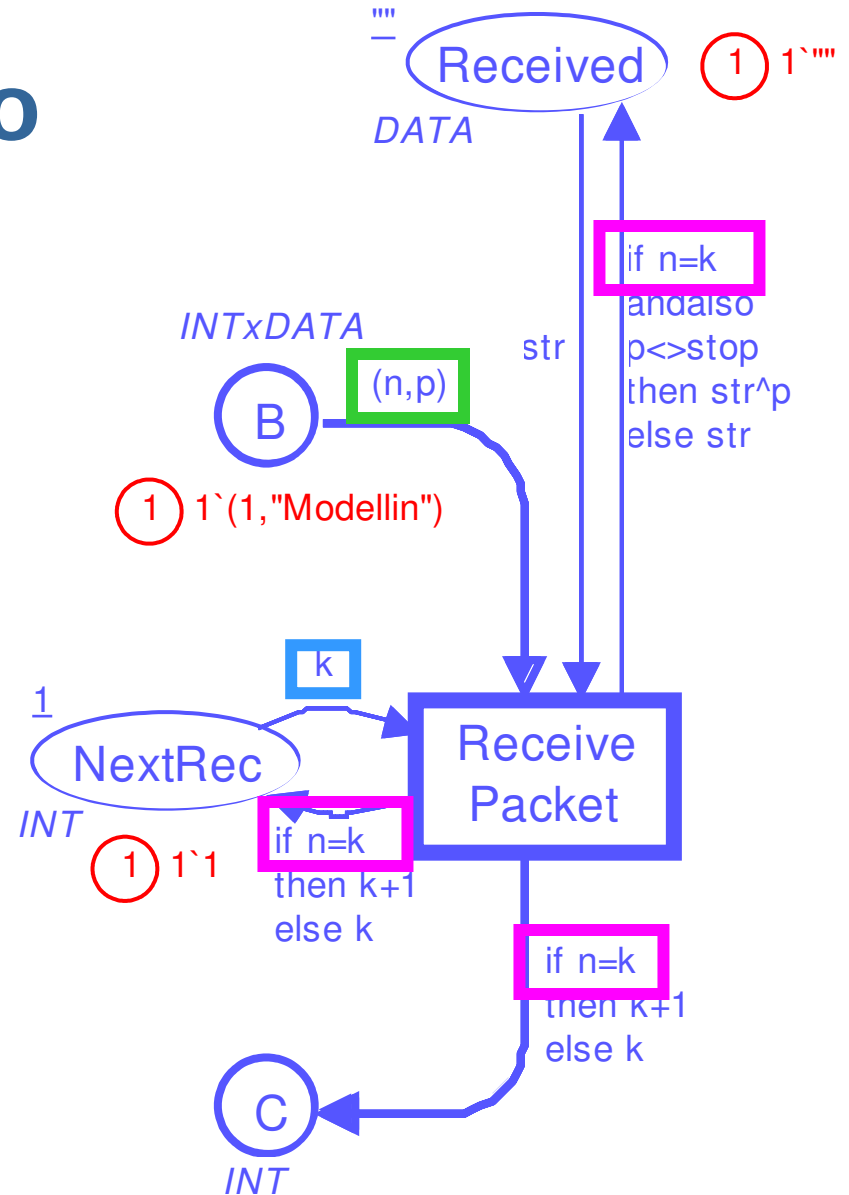 o
""
Received
1 1`""
DATA
if n=k
andalso
p<>stop
then str^p
else str
str
INTxDATA
(n,p)
B
1 1`(1,"Modellin")
k
1
NextRec
INT
1 1`1
Receive
Packet
if n=k
then k+1
else k
if n=k
then k+1
else k
C
INT